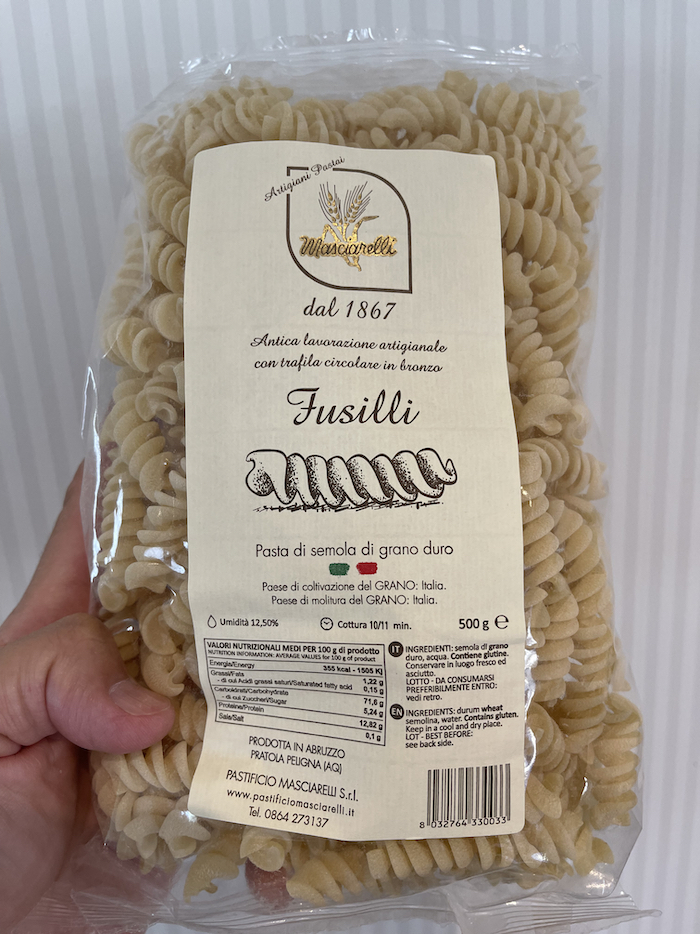 Artigiani Pastai
Masciarelli
dal 1867
Antica lavorazione artigianale
con trafila circolare in bronzo
Fusilli
Pasta di semola di grano duro
Paese di coltivazione del GRANO: Italia.
Paese di molitura del GRANO: Italia.
Umidità 12,50%
Cottura 10/11 min.
500 g e
VALORI NUTRIZIONALI MEDI PER 100 g di prodotto
NUTRITION INFORMATION: AVERAGE VALUES for 100 g of product
Energia/Energy 355 kcal - 1505 Kj
Grassi/Fats 1,22 g
- di cui Acidi grassi saturi/Saturated fatty acid 0,15 g
Carboidrati/Carbohydrate 71,6 g
- di cui Zuccheri/Sugar 5,24 g
Proteine/Protein 12,82 g
Sale/Salt 0,1 g
IT INGREDIENTI: semola di grano
duro, acqua. Contiene glutine.
Conservare in luogo fresco ed
asciutto.
LOTTO - DA CONSUMARSI
PREFERIBILMENTE ENTRO:
vedi retro.
EN INGREDIENTS: durum wheat
semolina, water. Contains gluten.
Keep in a cool and dry place.
LOT - BEST BEFORE:
see back side.
PRODOTTA IN ABRUZZO
PRATOLA PELIGNA (AQ)
PASTIFICIO MASCIARELLI S.r.l.
www.pastificiomasciarelli.it
Tel. 0864 273137
8 032764 330033